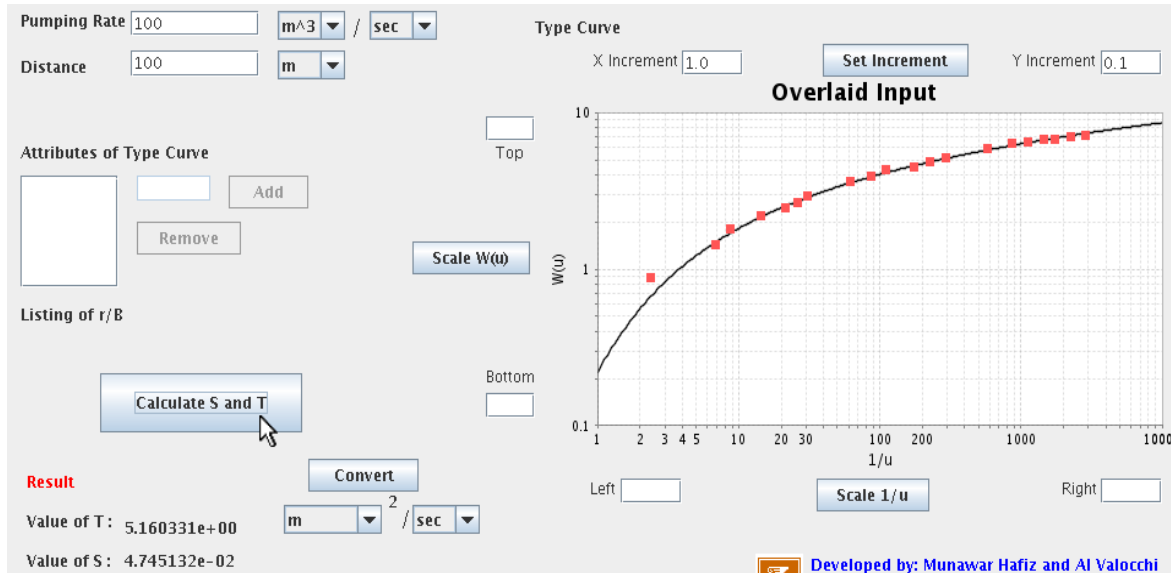 Pumping Rate 100 m^3 / sec
Distance 100 m
Type Curve
X Increment 1.0 Set Increment Y Increment 0.1
Overlaid Input
Top
Attributes of Type Curve
Add
Remove
Scale W(u)
Listing of r/B
Bottom
Calculate S and T
10
1
0.1
W(u)
1 2 3 4 5 10 20 30 100 200 1000 1000
1/u
Left Scale 1/u Right
Result
Convert
Value of T: 5.160331e+00 m 2 / sec
Value of S: 4.745132e-02
Developed by: Munawar Hafiz and Al Valocchi